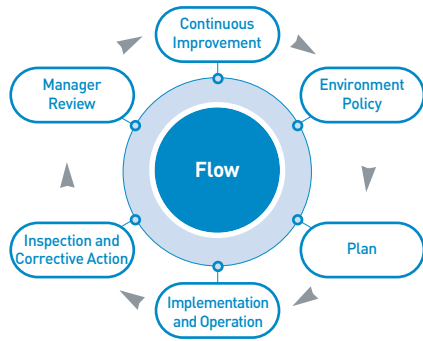 Continuous
Improvement
Manager
Review
Environment
Policy
Flow
Inspection and
Corrective Action
Plan
Implementation
and Operation